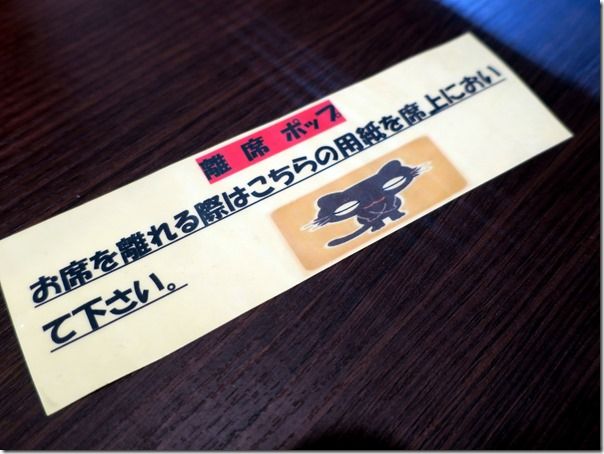 離席 ポップ
お席を離れる際はこちらの用紙を席上におい
て下さい。